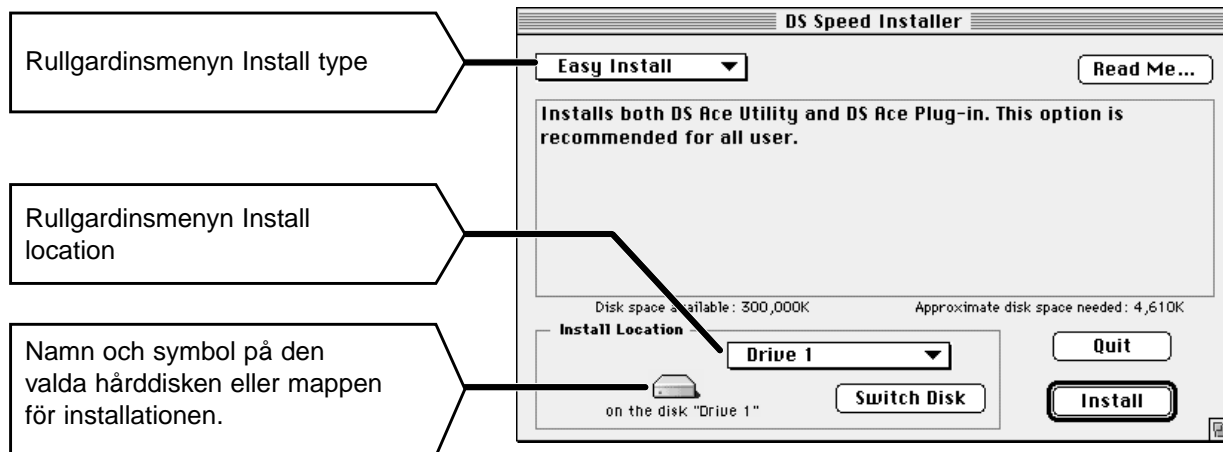 Rullgardinsmenyn Install type
Rullgardinsmenyn Install
location
Namn och symbol på den
valda hårddisken eller mappen
för installationen.
DS Speed Installer
Easy Install
Read Me...
Installs both DS Ace Utility and DS Ace Plug-in. This option is
recommended for all user.
Disk space available: 300,000K
Approximate disk space needed: 4,610K
Install Location
Drive 1
on the disk "Drive 1"
Switch Disk
Quit
Install